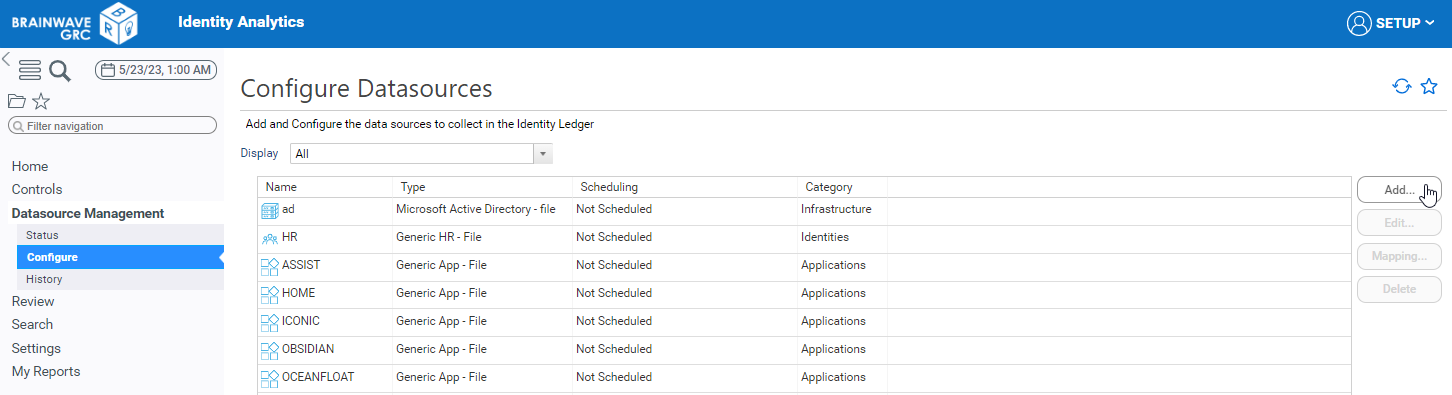 BRAINWAVE
GRC
BR
Identity Analytics
SETUP
5/23/23, 1:00 AM
Filter navigation
Home
Controls
Datasource Management
Status
Configure
History
Review
Search
Settings
My Reports
Configure Datasources
Add and Configure the data sources to collect in the Identity Ledger
Display All
Name Type Scheduling Category
ad Microsoft Active Directory - file Not Scheduled Infrastructure
HR Generic HR - File Not Scheduled Identities
ASSIST Generic App - File Not Scheduled Applications
HOME Generic App - File Not Scheduled Applications
ICONIC Generic App - File Not Scheduled Applications
OBSIDIAN Generic App - File Not Scheduled Applications
OCEANFLOAT Generic App - File Not Scheduled Applications
Add...
Edit...
Mapping...
Delete